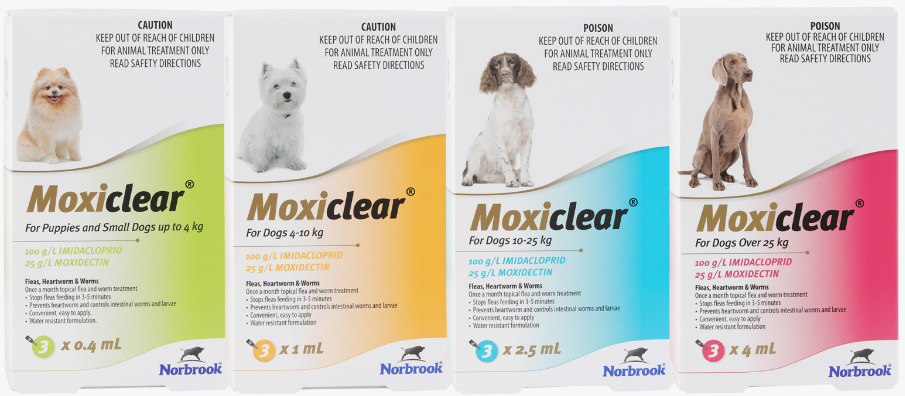 CAUTION
KEEP OUT OF REACH OF CHILDREN
FOR ANIMAL TREATMENT ONLY
READ SAFETY DIRECTIONS
Moxiclear®
For Puppies and Small Dogs up to 4 kg
100 g/L IMIDACLOPRID
25 g/L MOXIDECTIN
Fleas, Heartworm & Worms
Once a month topical flea and worm treatment
• Stops fleas feeding in 3-5 minutes
• Prevents heartworm and controls intestinal worms and larvae
• Convenient, easy to apply.
• Water resistant formulation.
3 x 0.4 mL
Norbrook
CAUTION
KEEP OUT OF REACH OF CHILDREN
FOR ANIMAL TREATMENT ONLY
READ SAFETY DIRECTIONS
Moxiclear®
For Dogs 4-10 kg
100 g/L IMIDACLOPRID
25 g/L MOXIDECTIN
Fleas, Heartworm & Worms
Once a month topical flea and worm treatment
• Stops fleas feeding in 3-5 minutes
• Prevents heartworm and controls intestinal worms and larvae
• Convenient, easy to apply
• Water resistant formulation
3 x 1 mL
Norbrook
POISON
KEEP OUT OF REACH OF CHILDREN
FOR ANIMAL TREATMENT ONLY
READ SAFETY DIRECTIONS
Moxiclear®
For Dogs 10-25 kg
100 g/L IMIDACLOPRID
25 g/L MOXIDECTIN
Fleas, Heartworm & Worms
Once a month topical flea and worm treatment
• Stops fleas feeding in 3-5 minutes
• Prevents heartworm and controls intestinal worms and larvae
• Convenient, easy to apply.
• Water resistant formulation.
3 x 2.5 mL
Norbrook
POISON
KEEP OUT OF REACH OF CHILDREN
FOR ANIMAL TREATMENT ONLY
READ SAFETY DIRECTIONS
Moxiclear®
For Dogs Over 25 kg
100 g/L IMIDACLOPRID
25 g/L MOXIDECTIN
Fleas, Heartworm & Worms
Once a month topical flea and worm treatment
• Stops fleas feeding in 3-5 minutes
• Prevents heartworm and controls intestinal worms and larvae
• Convenient, easy to apply
• Water resistant formulation
3 x 4 mL
Norbrook